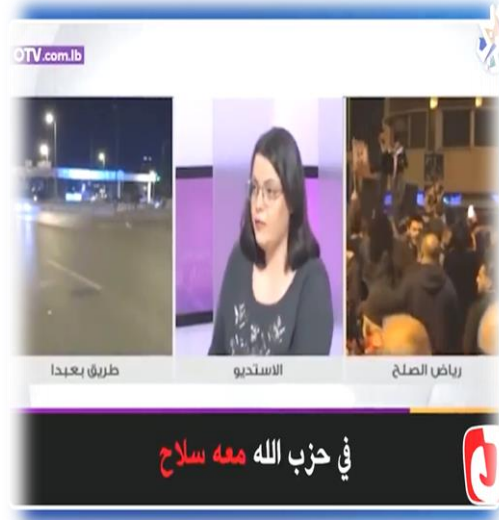 OTV.com.lb
طريق بعبدا
الاستديو
رياض الصلح
في حزب الله معه سلاح